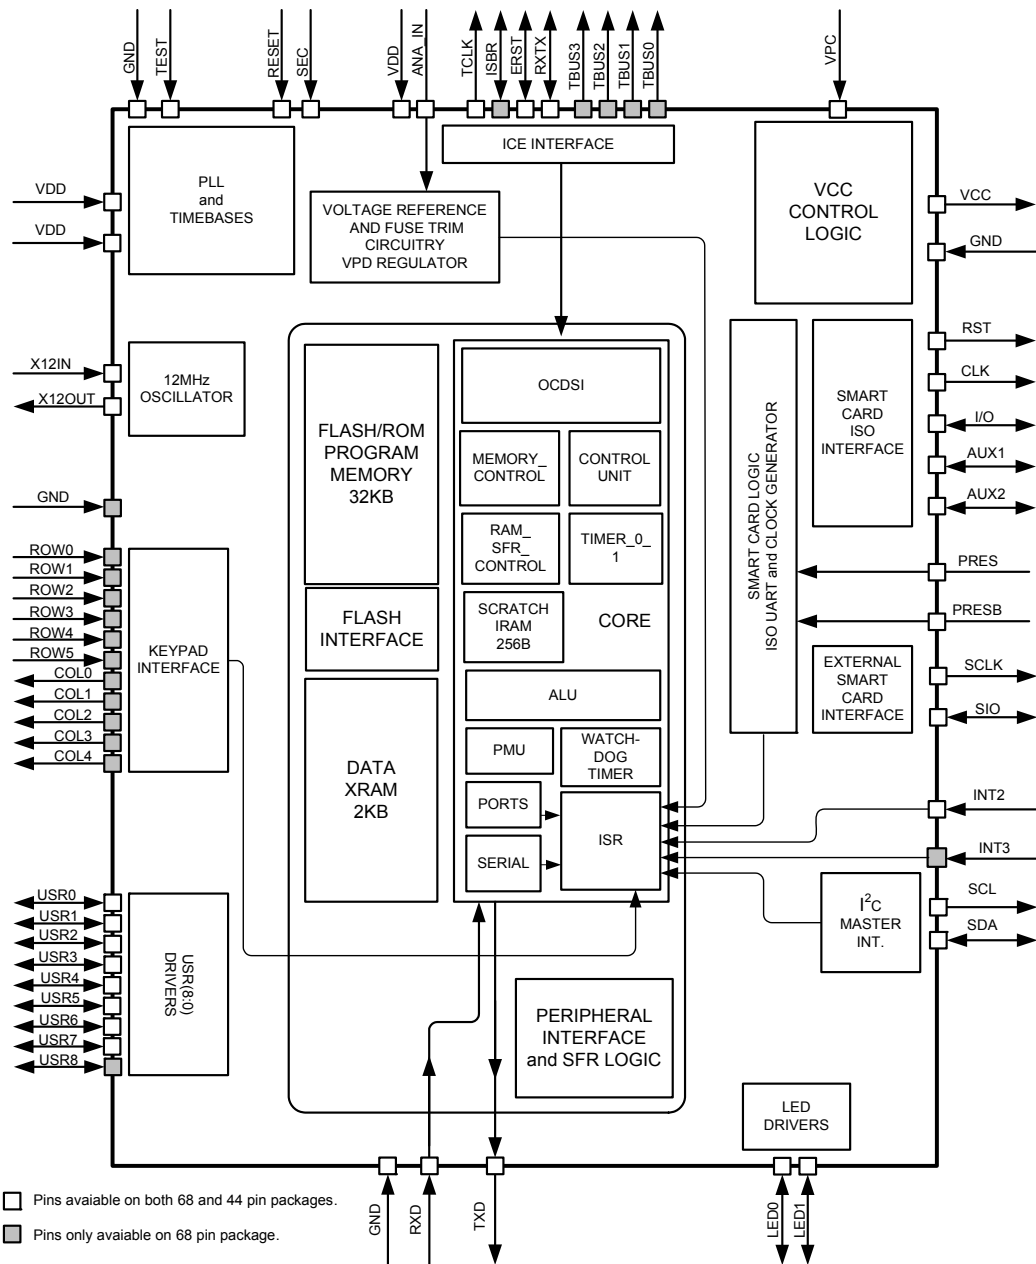 GND
TEST
RESET
SEC
VDD
ANA_IN
TCLK
ISBR
ERST
RXTX
TBUS3
TBUS2
TBUS1
TBUS0
VPC
ICE INTERFACE
PLL
and
TIMEBASES
VOLTAGE REFERENCE
AND FUSE TRIM
CIRCUITRY
VPD REGULATOR
VCC
CONTROL
LOGIC
VDD
VDD
VCC
GND
X12IN
X12OUT
12MHz
OSCILLATOR
FLASH/ROM
PROGRAM
MEMORY
32KB
FLASH
INTERFACE
DATA
XRAM
2KB
OCDSI
MEMORY_
CONTROL
CONTROL
UNIT
RAM_
SFR_
CONTROL
TIMER_0_
1
SCRATCH
IRAM
256B
CORE
ALU
PMU
WATCH-
DOG
TIMER
PORTS
SERIAL
ISR
SMART CARD LOGIC
ISO UART and CLOCK GENERATOR
SMART
CARD
ISO
INTERFACE
RST
CLK
I/O
AUX1
AUX2
PRES
PRESB
EXTERNAL
SMART
CARD
INTERFACE
SCLK
SIO
INT2
INT3
I2C
MASTER
INT.
SCL
SDA
GND
ROW0
ROW1
ROW2
ROW3
ROW4
ROW5
COL0
COL1
COL2
COL3
COL4
KEYPAD
INTERFACE
USR0
USR1
USR2
USR3
USR4
USR5
USR6
USR7
USR8
USR(8:0)
DRIVERS
PERIPHERAL
INTERFACE
and SFR LOGIC
LED
DRIVERS
GND
RXD
TXD
LED0
LED1
Pins avaiable on both 68 and 44 pin packages.
Pins only avaiable on 68 pin package.